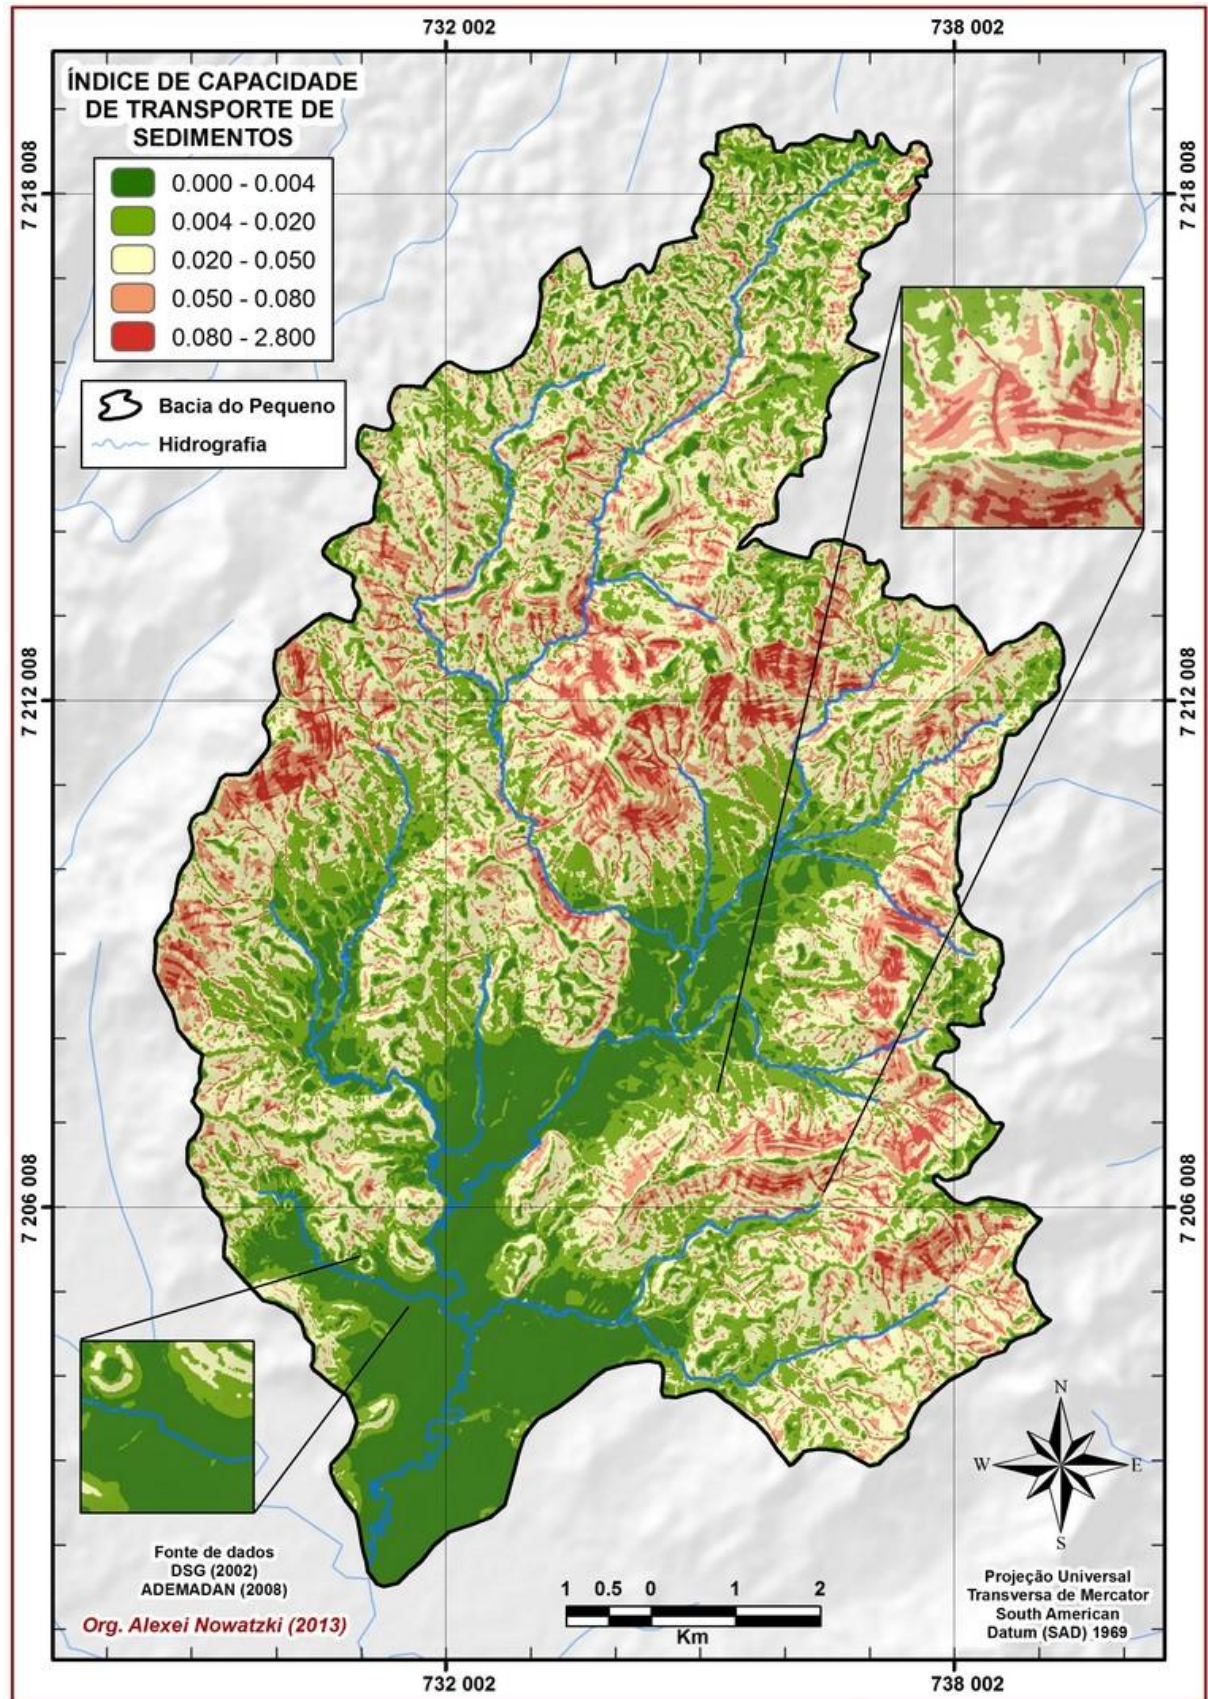 732 002
738 002
ÍNDICE DE CAPACIDADE
DE TRANSPORTE DE
SEDIMENTOS
0.000 - 0.004
0.004 - 0.020
0.020 - 0.050
0.050 - 0.080
0.080 - 2.800
Bacia do Pequeno
Hidrografia
7 218 008
7 218 008
7 212 008
7 212 008
7 206 008
7 206 008
N
W
E
S
Fonte de dados
DSG (2002)
ADEMADAN (2008)
Org. Alexei Nowatzki (2013)
1 0.5 0 1 2
Km
Projeção Universal
Transversa de Mercator
South American
Datum (SAD) 1969
732 002
738 002